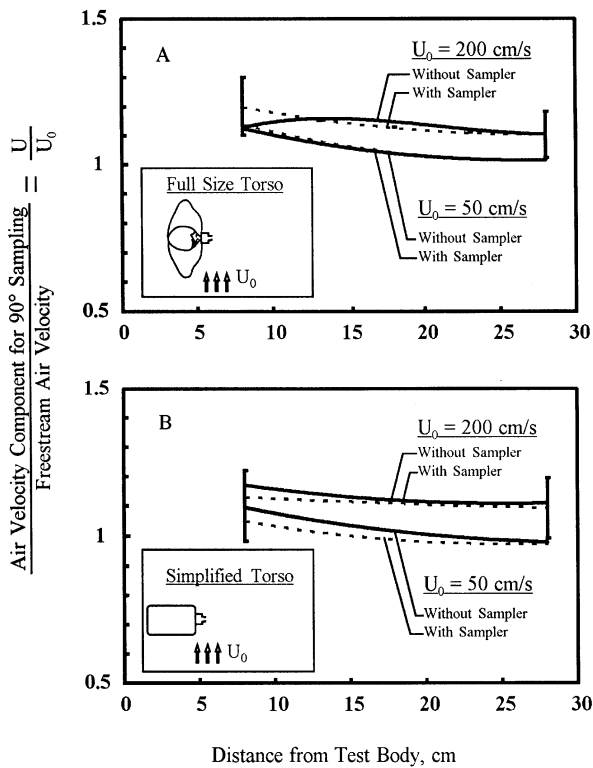 Air Velocity Component for 90° Sampling
Freestream Air Velocity
=
U
U0
1.5
1
0.5
A
U0 = 200 cm/s
Without Sampler
With Sampler
Full Size Torso
U0
U0 = 50 cm/s
Without Sampler
With Sampler
0 5 10 15 20 25 30
1.5
1
0.5
B
U0 = 200 cm/s
Without Sampler
With Sampler
Simplified Torso
U0
U0 = 50 cm/s
Without Sampler
With Sampler
0 5 10 15 20 25 30
Distance from Test Body, cm